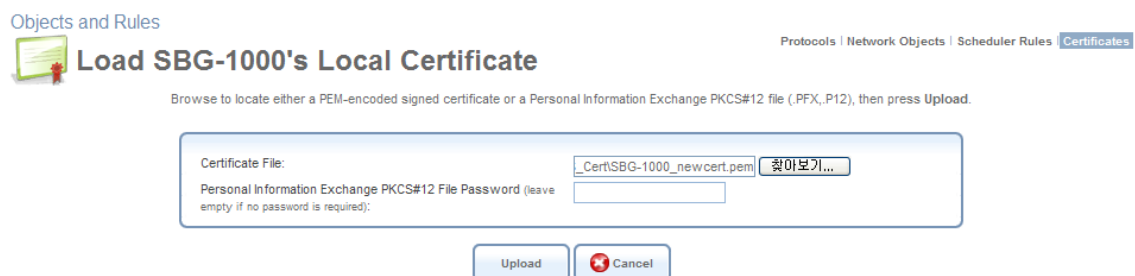 Objects and Rules
Protocols | Network Objects | Scheduler Rules | Certificates
Load SBG-1000's Local Certificate
Browse to locate either a PEM-encoded signed certificate or a Personal Information Exchange PKCS#12 file (.PFX,.P12), then press Upload.
Certificate File:
._Cert\SBG-1000_newcert.pem 찾아보기...
Personal Information Exchange PKCS#12 File Password (leave
empty if no password is required):
Upload Cancel